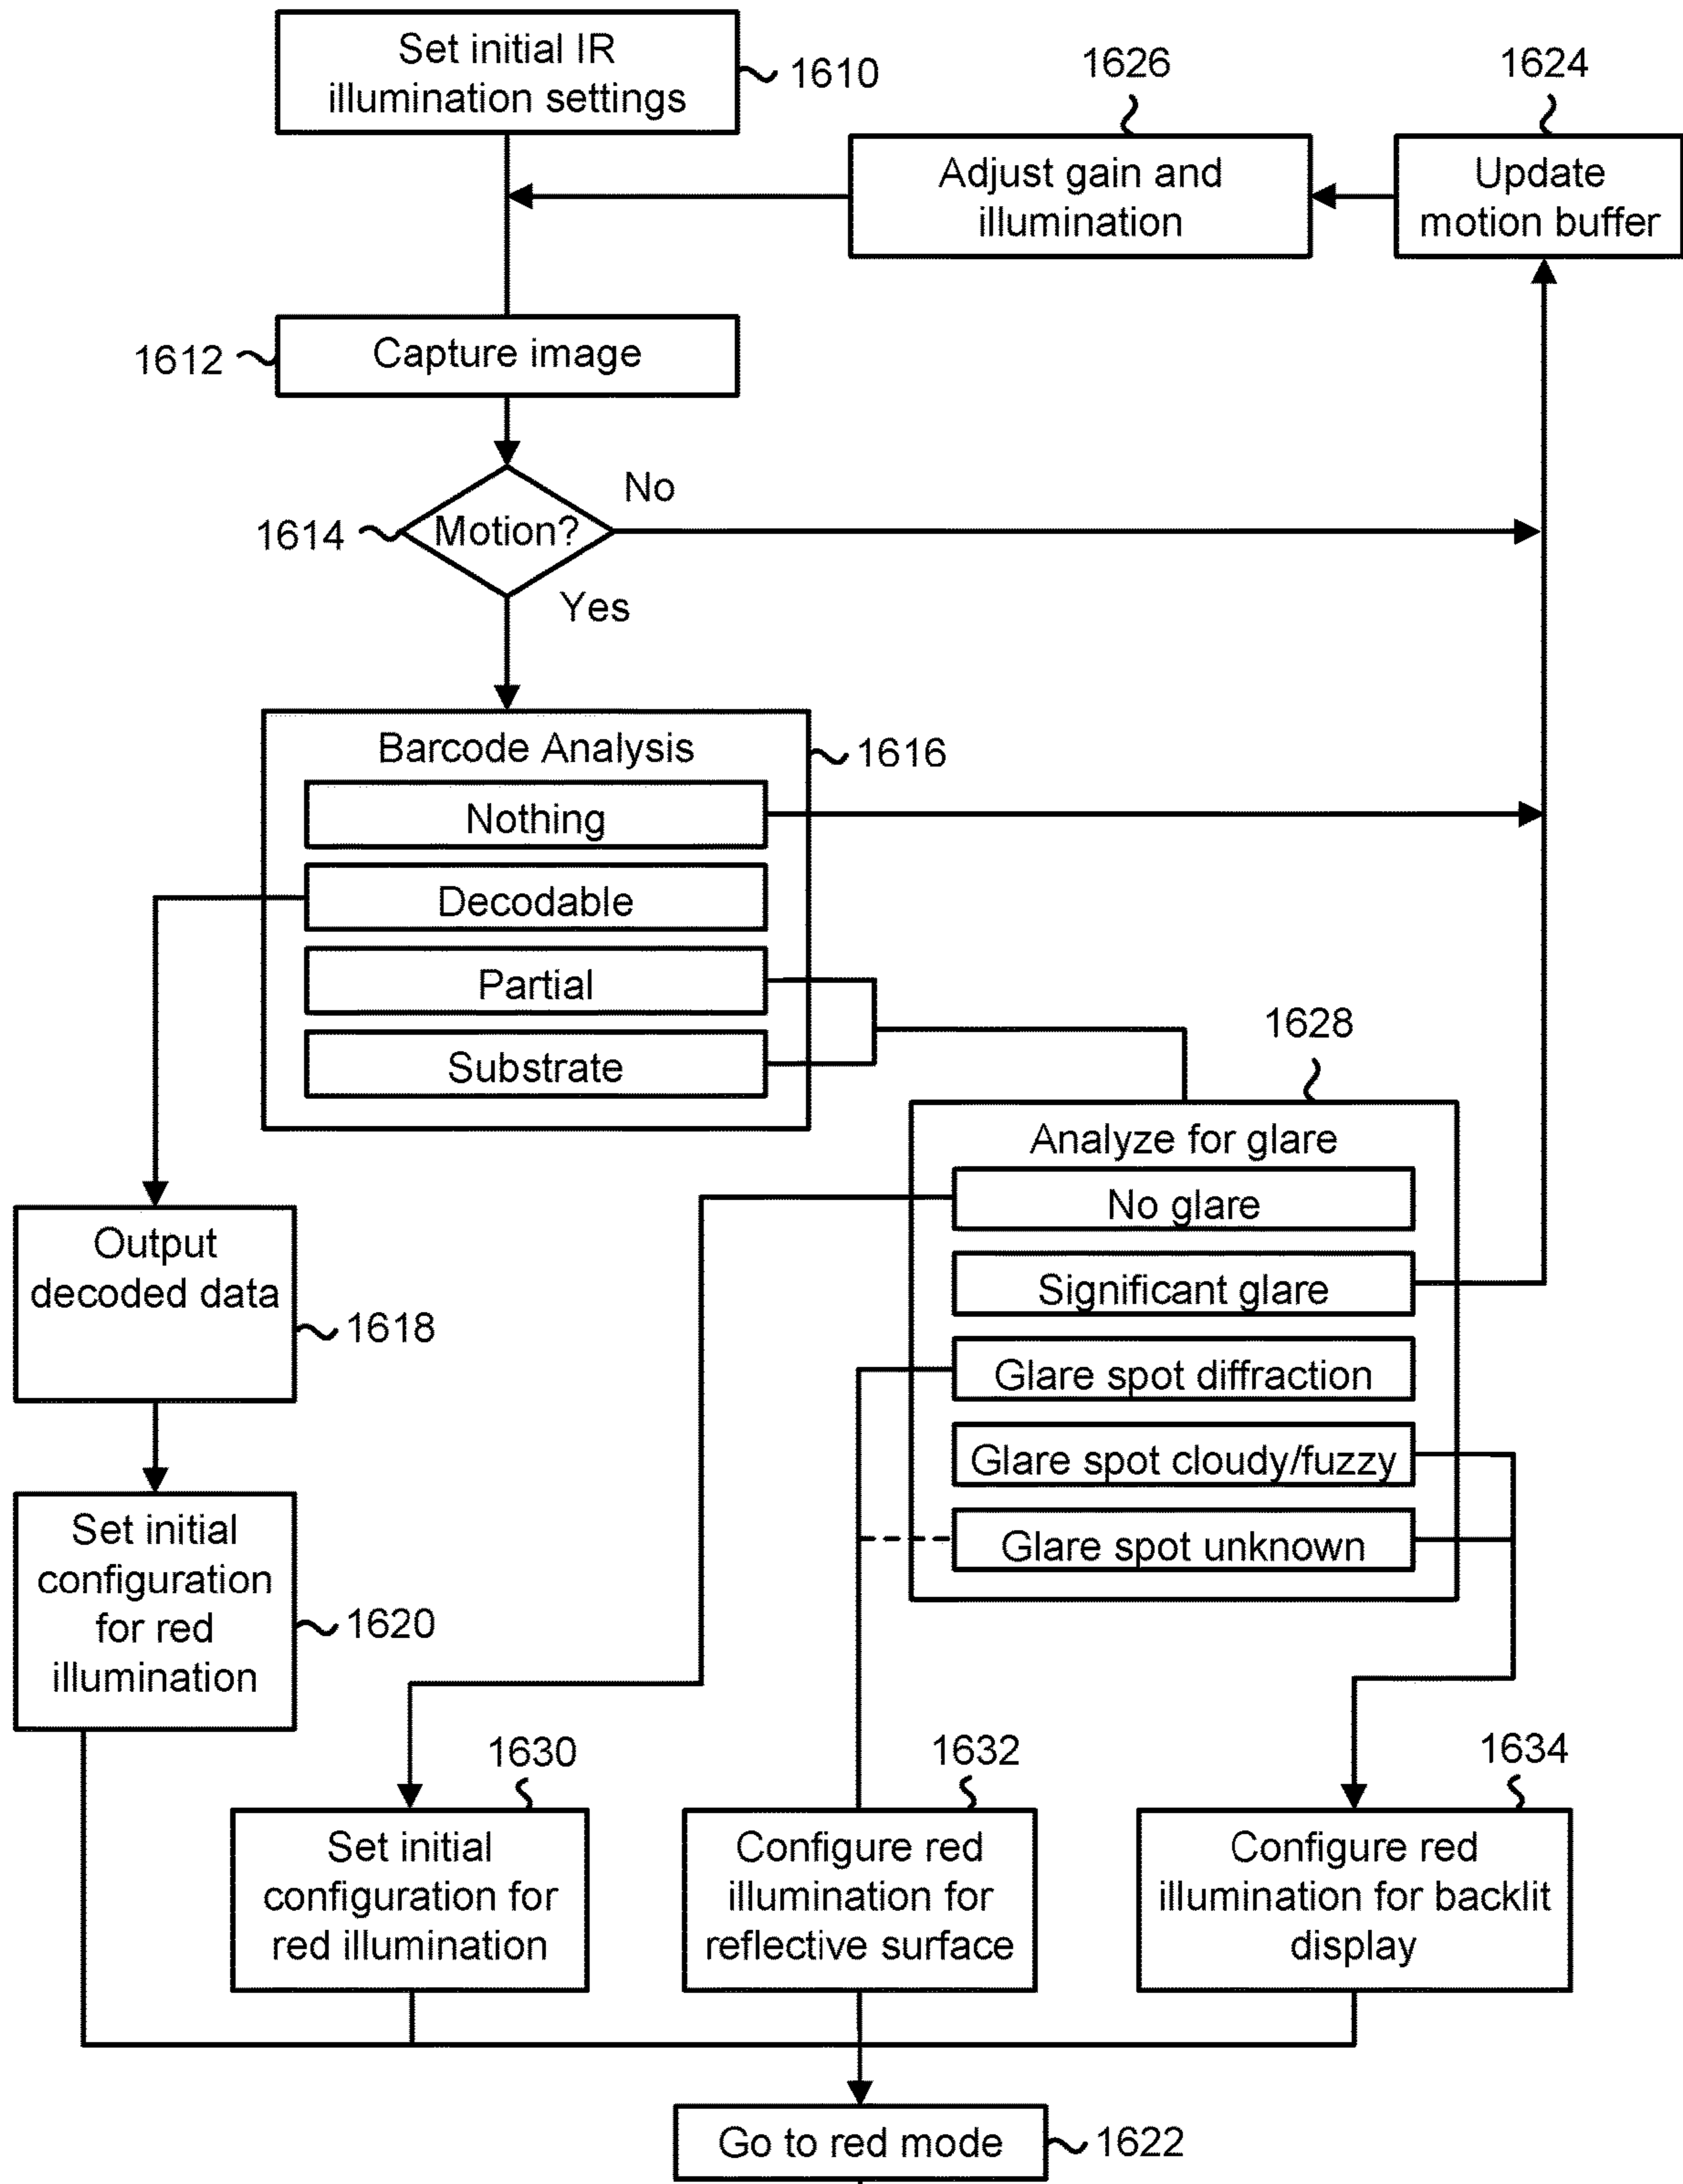 Set initial IR
illumination settings
1610
1626
1624
Adjust gain and
illumination
Update
motion buffer
1612
Capture image
No
1614
Motion?
Yes
Barcode Analysis
1616
Nothing
Decodable
Partial
Substrate
1628
Analyze for glare
No glare
Significant glare
Glare spot diffraction
Glare spot cloudy/fuzzy
Glare spot unknown
Output
decoded data
1618
Set initial
configuration
for red
illumination
1620
1630
1632
1634
Set initial
configuration for
red illumination
Configure red
illumination for
reflective surface
Configure red
illumination for backlit
display
Go to red mode
1622